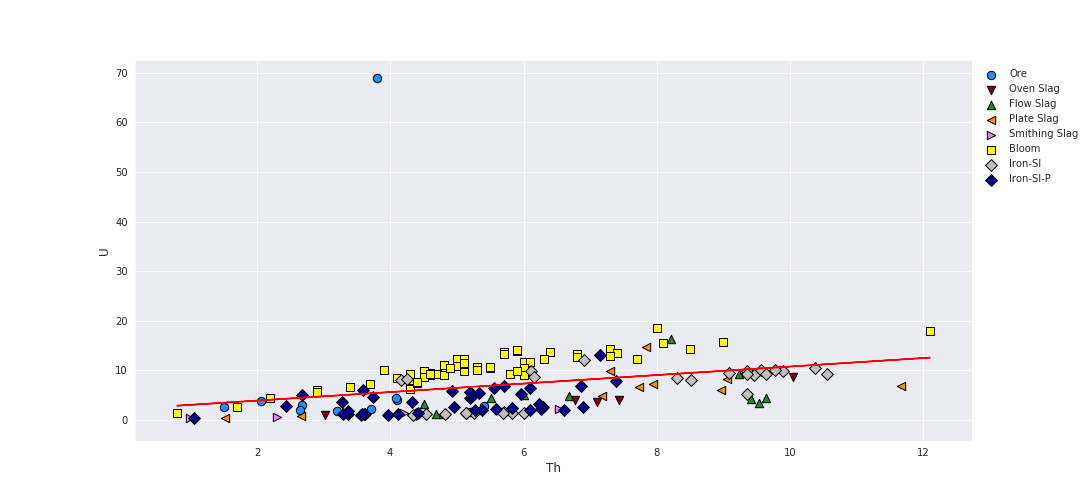 70
60
50
40
30
20
10
0
U
2 4 6 8 10 12
Th
Ore
Oven Slag
Flow Slag
Plate Slag
Smithing Slag
Bloom
Iron-SI
Iron-SI-P